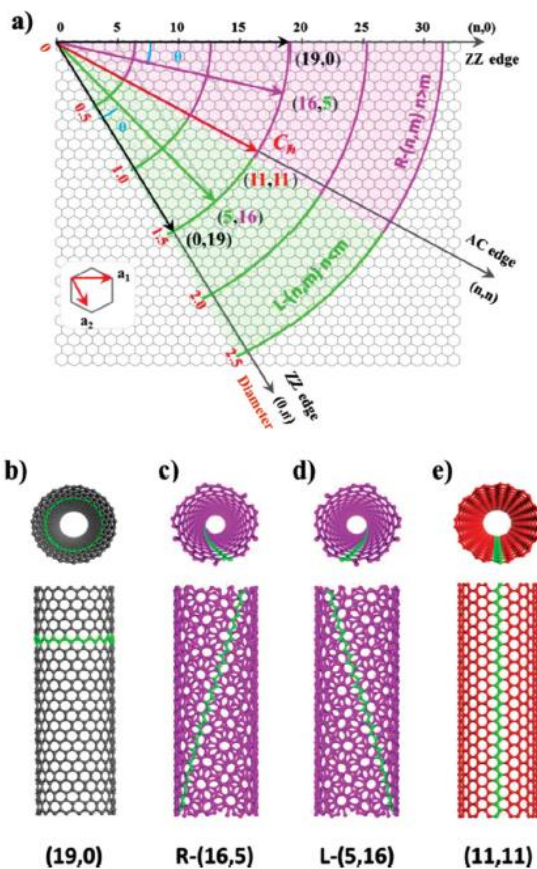 a)
0 5 10 15 20 25 30 (n,0)
ZZ edge
θ
(19,0)
(16,5)
R-(n,m) n>m
0
0.5
θ
1.0
Cₕ
(11,11)
(5,16)
1.5
(0,19)
L-(n,m) n<m
AC edge
(n,n)
a₁
a₂
2.0
2.5
ZZ edge
(0,n)
Diameter
b) c) d) e)
(19,0) R-(16,5) L-(5,16) (11,11)